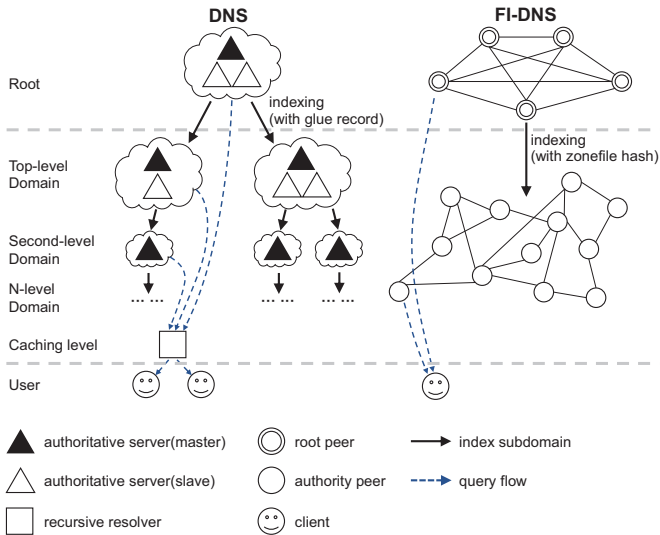 DNS
FI-DNS
Root
indexing
(with glue record)
indexing
(with zonefile hash)
Top-level
Domain
Second-level
Domain
N-level
Domain
... ...
... ...
... ...
Caching level
User
authoritative server(master)
root peer
index subdomain
authoritative server(slave)
authority peer
query flow
recursive resolver
client